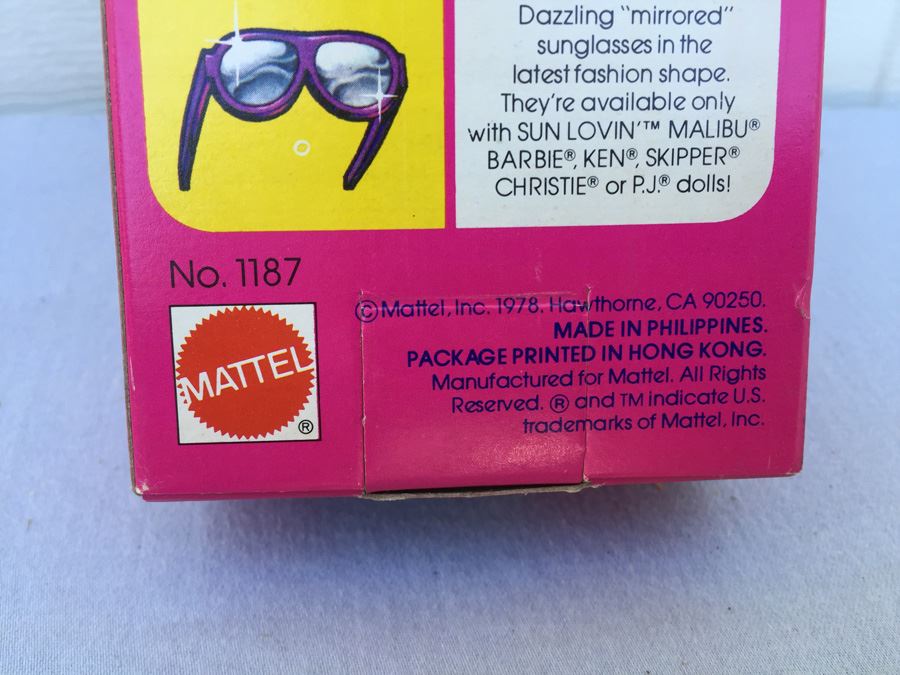 Dazzling "mirrored"
sunglasses in the
latest fashion shape.
They're available only
with SUN LOVIN'™ MALIBU®
BARBIE®, KEN®, SKIPPER®
CHRISTIE® or P.J.® dolls!
No. 1187
MATTEL
®
©Mattel, Inc. 1978. Hawthorne, CA 90250.
MADE IN PHILIPPINES.
PACKAGE PRINTED IN HONG KONG.
Manufactured for Mattel. All Rights
Reserved. ® and TM indicate U.S.
trademarks of Mattel, Inc.